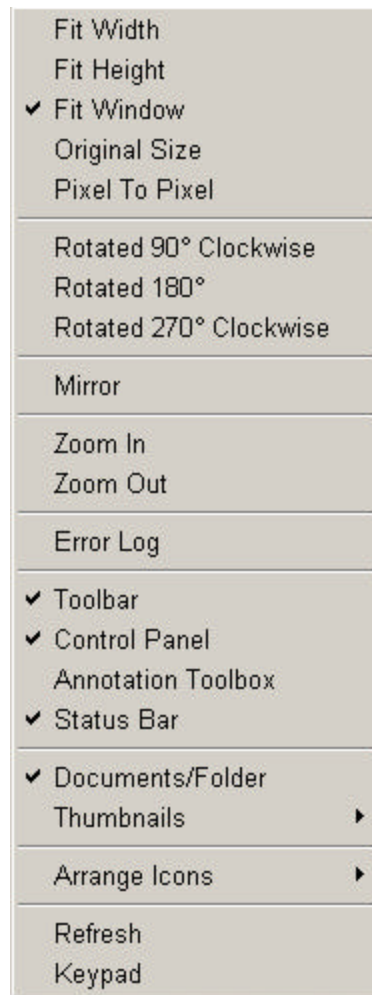 Fit Width
Fit Height
Fit Window
Original Size
Pixel To Pixel
Rotated 90° Clockwise
Rotated 180°
Rotated 270° Clockwise
Mirror
Zoom In
Zoom Out
Error Log
Toolbar
Control Panel
Annotation Toolbox
Status Bar
Documents/Folder
Thumbnails
Arrange Icons
Refresh
Keypad